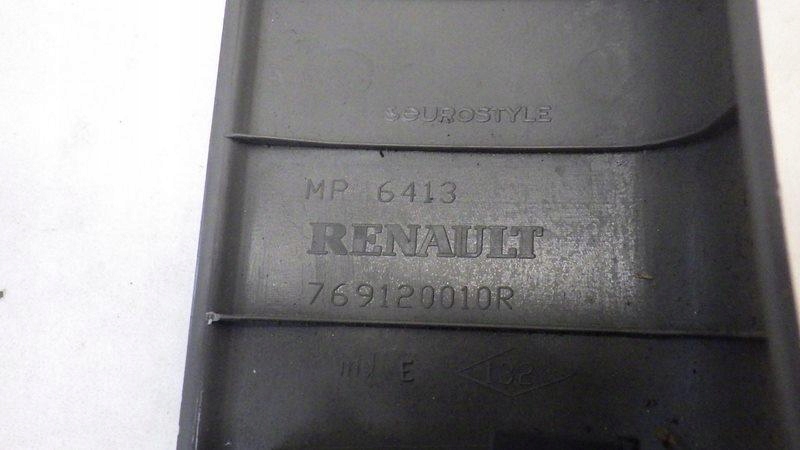 eUROSTYLE
MP 6413
RENAULT
769120010R
E